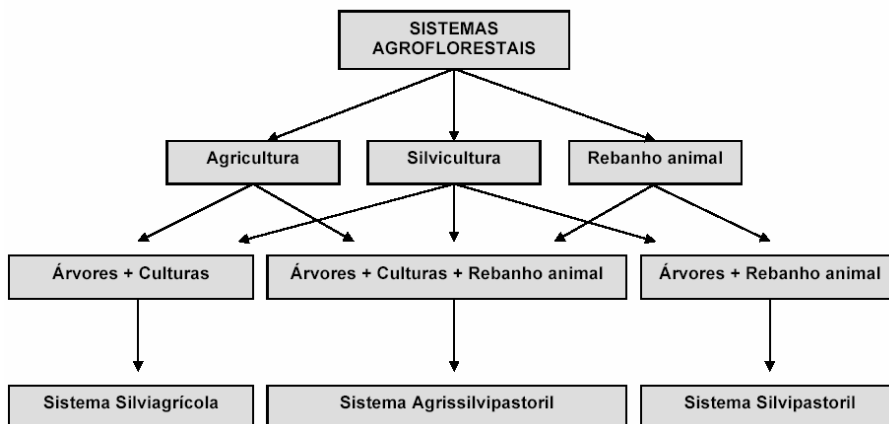 SISTEMAS
AGROFLORESTAIS
Agricultura
Silvicultura
Rebanho animal
Árvores + Culturas
Árvores + Culturas + Rebanho animal
Árvores + Rebanho animal
Sistema Silviagrícola
Sistema Agrissilvipastoril
Sistema Silvipastoril